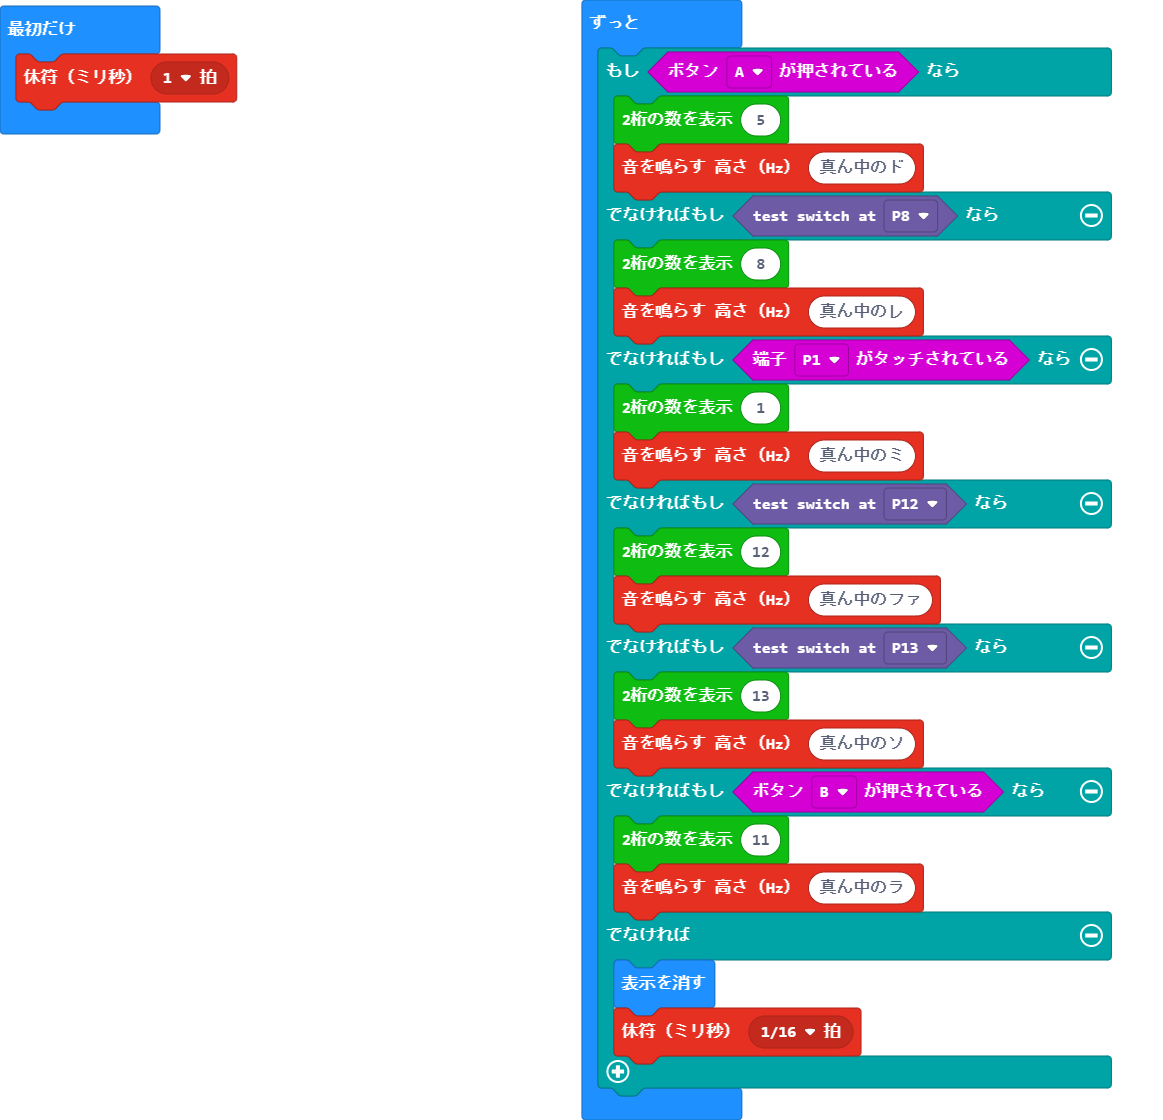 最初だけ
休符（ミリ秒） 1 拍
ずっと
もし ボタン A が押されている なら
2桁の数を表示 5
音を鳴らす 高さ（Hz） 真ん中のド
でなければもし test switch at P8 なら
2桁の数を表示 8
音を鳴らす 高さ（Hz） 真ん中のレ
でなければもし 端子 P1 がタッチされている なら
2桁の数を表示 1
音を鳴らす 高さ（Hz） 真ん中のミ
でなければもし test switch at P12 なら
2桁の数を表示 12
音を鳴らす 高さ（Hz） 真ん中のファ
でなければもし test switch at P13 なら
2桁の数を表示 13
音を鳴らす 高さ（Hz） 真ん中のソ
でなければもし ボタン B が押されている なら
2桁の数を表示 11
音を鳴らす 高さ（Hz） 真ん中のラ
でなければ
表示を消す
休符（ミリ秒） 1/16 拍